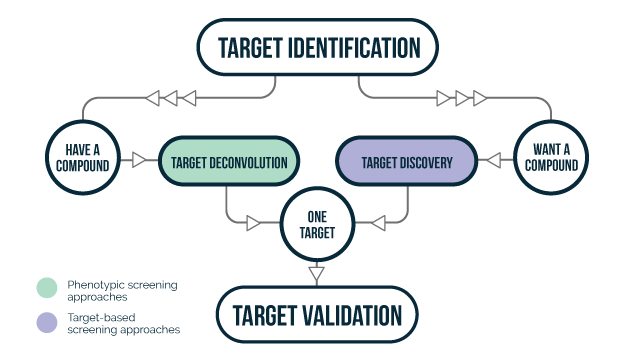 TARGET IDENTIFICATION
HAVE A
COMPOUND
TARGET DECONVOLUTION
TARGET DISCOVERY
WANT A
COMPOUND
ONE
TARGET
TARGET VALIDATION
Phenotypic screening
approaches
Target-based
screening approaches